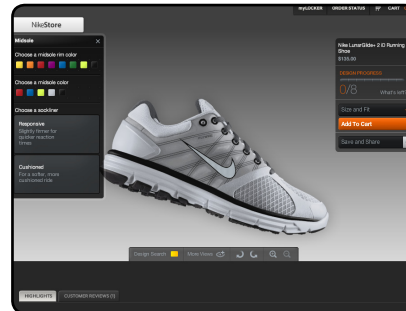 myLOCKER ORDER STATUS CART
NikeStore
Midsole ×
Choose a midsole rim color
Choose a midsole color
Choose a sockliner
Responsive
Slightly firmer for
quicker reaction
times
Cushioned
For a softer, more
cushioned ride
Nike LunarGlide+ 2 iD Running
Shoe
$135.00
DESIGN PROGRESS
0/8 What's left
Size and Fit
Add To Cart
Save and Share
Design Search More Views
HIGHLIGHTS CUSTOMER REVIEWS (1)